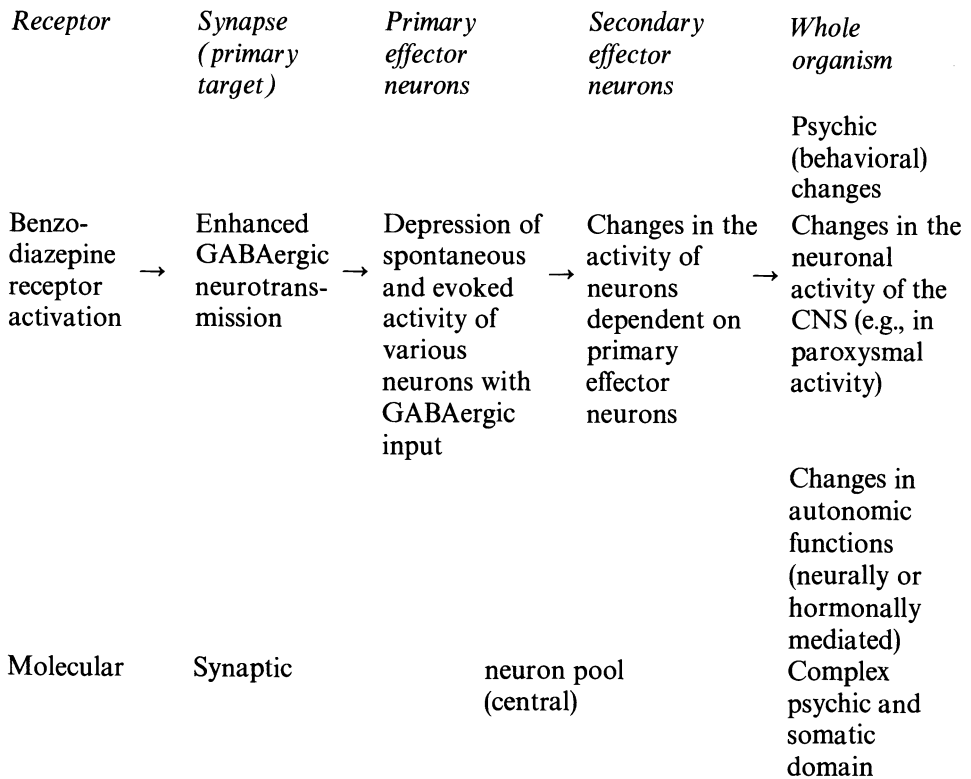 Receptor
Synapse
(primary
target)
Primary
effector
neurons
Secondary
effector
neurons
Whole
organism
Psychic
(behavioral)
changes
Benzo-
diazepine
receptor
activation
→
Enhanced
GABAergic
neurotrans-
mission
→
Depression of
spontaneous
and evoked
activity of
various
neurons with
GABAergic
input
→
Changes in the
activity of
neurons
dependent on
primary
effector
neurons
→
Changes in the
neuronal
activity of the
CNS (e.g., in
paroxysmal
activity)
Changes in
autonomic
functions
(neurally or
hormonally
mediated)
Molecular
Synaptic
neuron pool
(central)
Complex
psychic and
somatic
domain